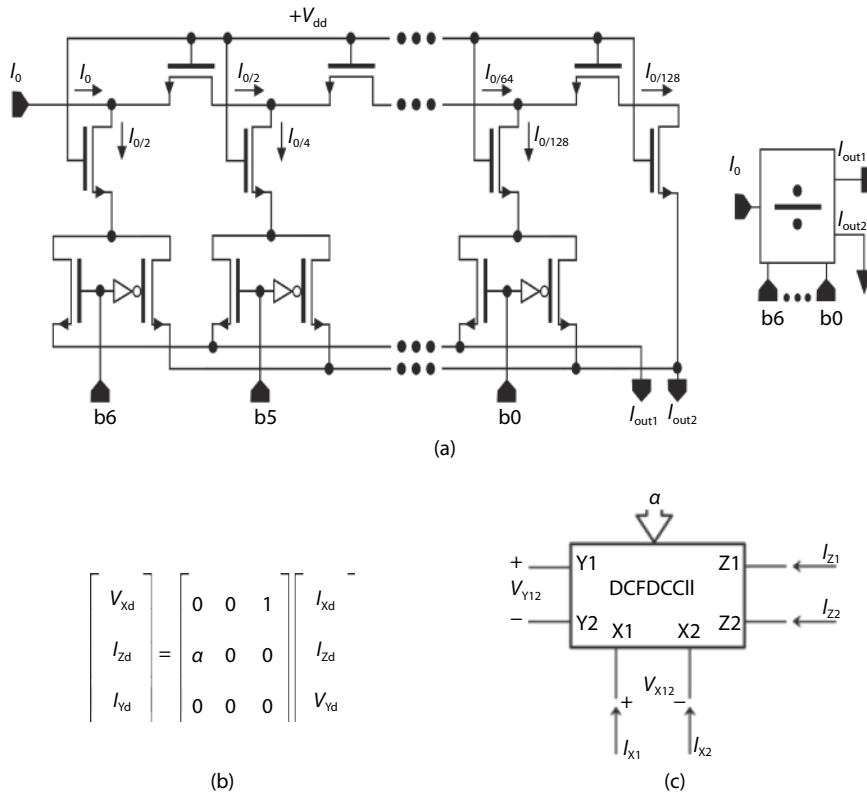 +Vdd
I0
I0
I0/2
I0/64
I0/128
I0/2
I0/4
I0/128
I0
Iout1
Iout2
b6
b0
b6
b5
b0
Iout1
Iout2
(a)
VXd
IZd
IYd
=
0 0 1
α 0 0
0 0 0
IXd
IZd
VYd
(b)
α
+
VY12
−
Y1
Y2
DCFDCCII
X1
X2
Z1
Z2
IZ1
IZ2
+
VX12
−
IX1
IX2
(c)